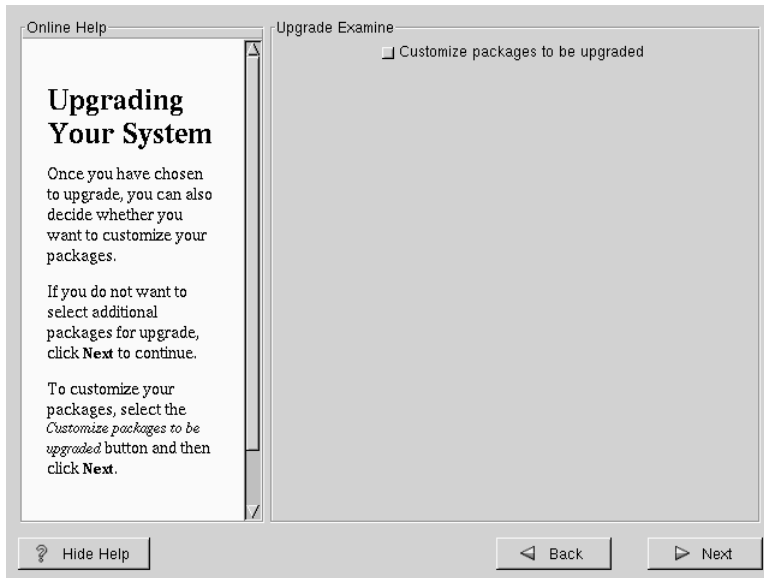 Online Help
Upgrading
Your System
Once you have chosen
to upgrade, you can also
decide whether you
want to customize your
packages.
If you do not want to
select additional
packages for upgrade,
click Next to continue.
To customize your
packages, select the
Customize packages to be
upgraded button and then
click Next.
Upgrade Examine
Customize packages to be upgraded
Hide Help
Back
Next